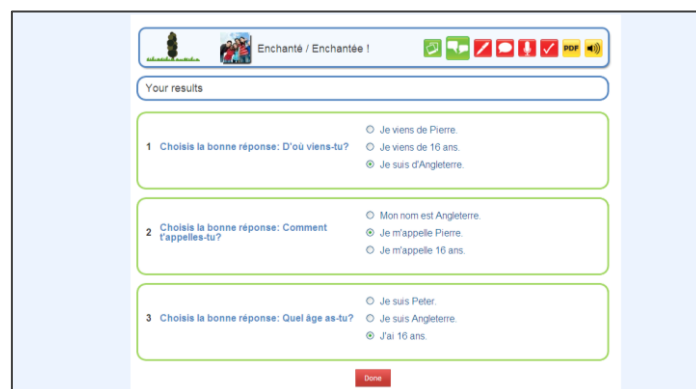 Enchanté / Enchantée !
PDF
Your results
1 Choisis la bonne réponse: D'où viens-tu?
Je viens de Pierre.
Je viens de 16 ans.
Je suis d'Angleterre.
2 Choisis la bonne réponse: Comment
t'appelles-tu?
Mon nom est Angleterre.
Je m'appelle Pierre.
Je m'appelle 16 ans.
3 Choisis la bonne réponse: Quel âge as-tu?
Je suis Peter.
Je suis Angleterre.
J'ai 16 ans.
Done